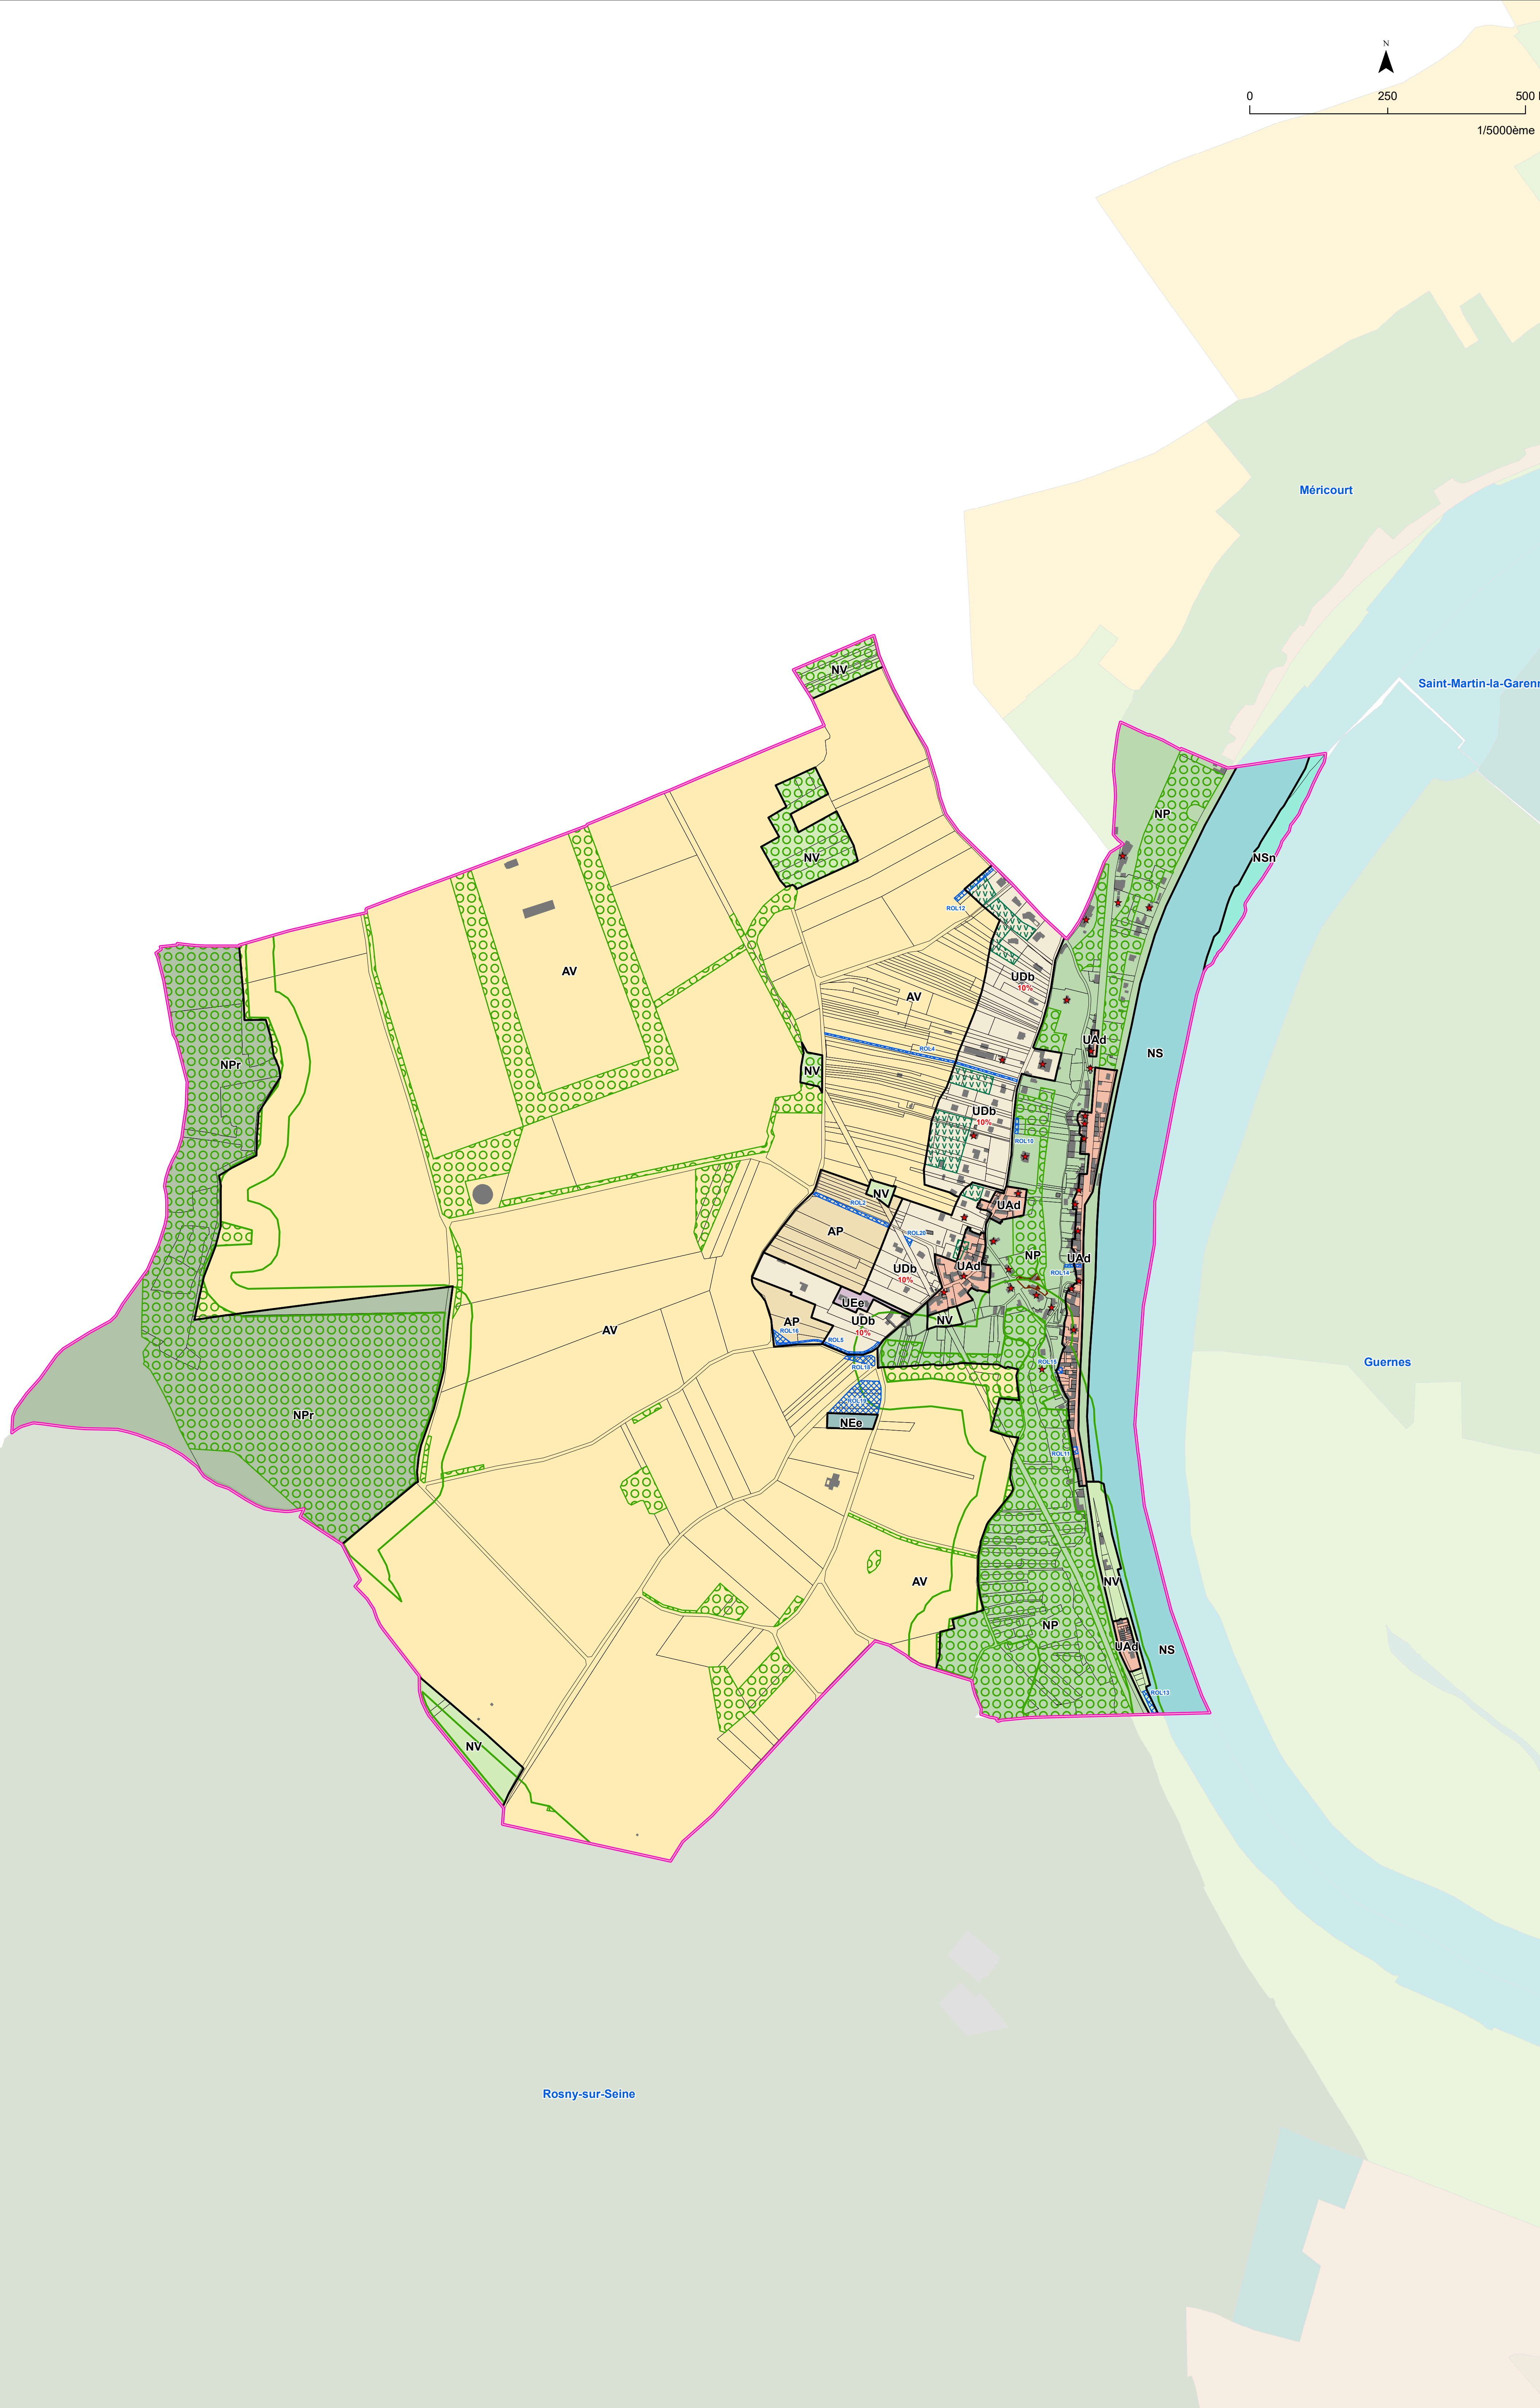 N
0 250 500
1/5000ème
Méricourt
NV
Saint-Martin-la-Garenn
NP
NV
NSn
ROL12
AV
UDb
10%
AV
UAd
ROL4
NS
NPr
NV
UDb
10%
ROL10
NV
ROL2
UAd
AP
ROL20
NP
UAd
UAd
UDb
10%
ROL14
UEe
AP
UDb
10%
NV
AV
ROL16
ROL5
ROL15
Guernes
NPr
NEe
ROL11
AV
NV
NP
UAd
NS
ROL13
NV
Rosny-sur-Seine